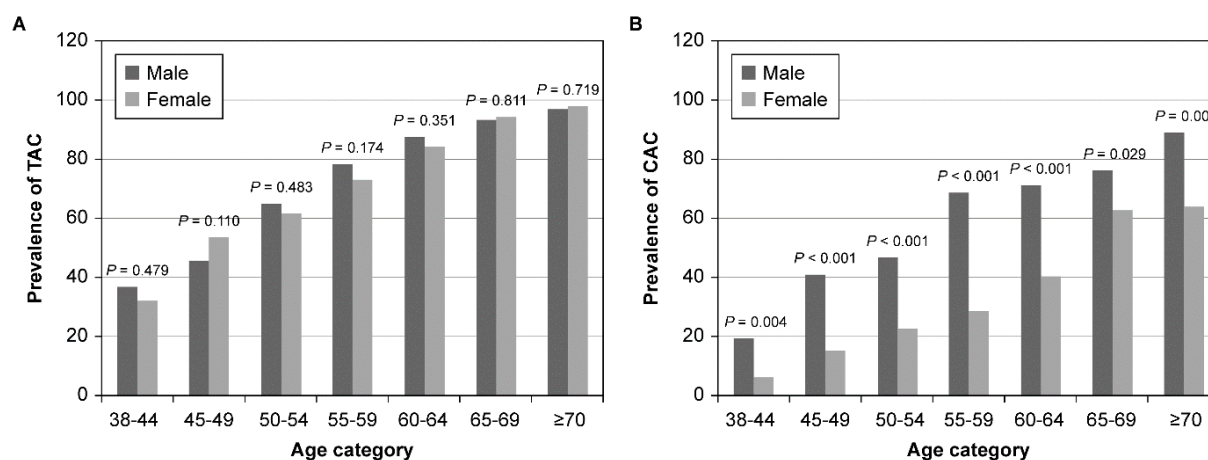 A
120
100
80
60
40
20
0
Prevalence of TAC
Male
Female
P = 0.479
P = 0.110
P = 0.483
P = 0.174
P = 0.351
P = 0.811
P = 0.719
38-44 45-49 50-54 55-59 60-64 65-69 ≥70
Age category
B
120
100
80
60
40
20
0
Prevalence of CAC
Male
Female
P = 0.004
P < 0.001
P < 0.001
P < 0.001
P < 0.001
P = 0.029
P = 0.00
38-44 45-49 50-54 55-59 60-64 65-69 ≥70
Age category